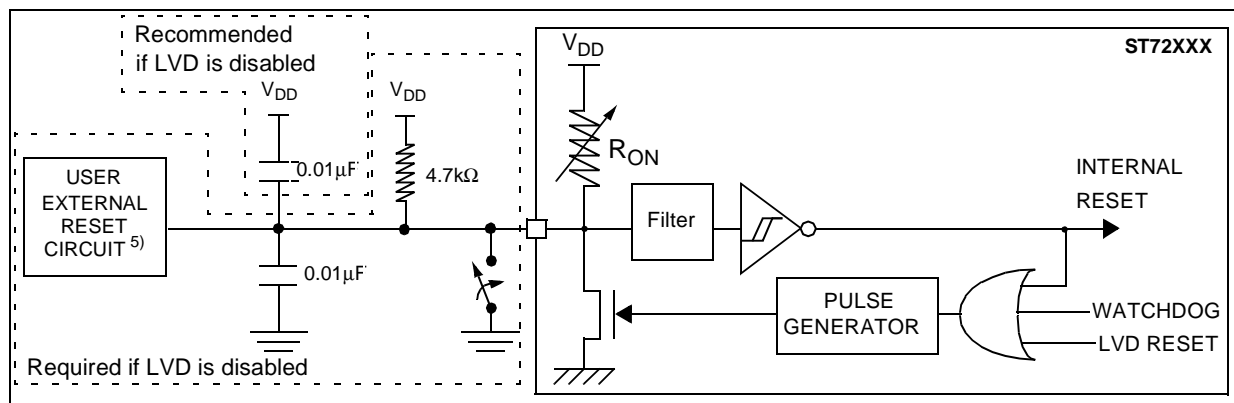 Recommended
if LVD is disabled
VDD
0.01μF
VDD
4.7kΩ
USER
EXTERNAL
RESET
CIRCUIT 5)
0.01μF
Required if LVD is disabled
ST72XXX
VDD
RON
Filter
INTERNAL
RESET
PULSE
GENERATOR
WATCHDOG
LVD RESET